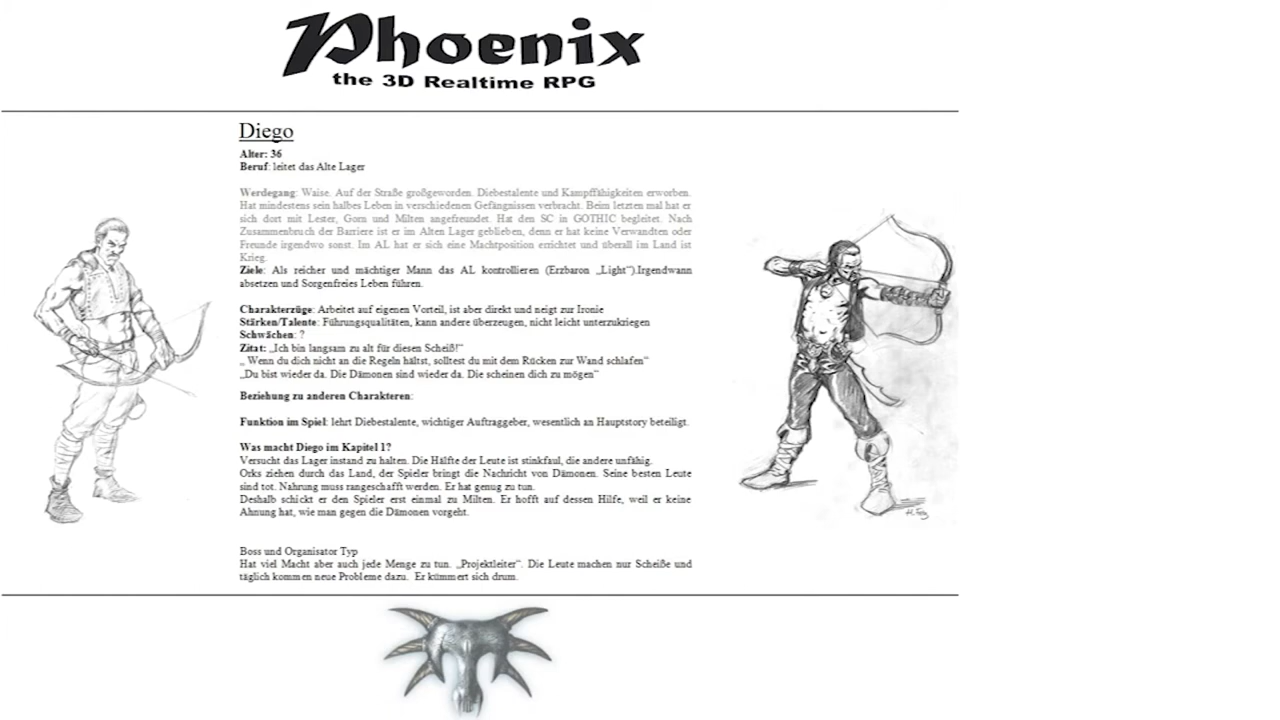 Phoenix
the 3D Realtime RPG
Diego
Alter: 36
Beruf: leitet das Alte Lager
Werdegang: Waise. Auf der Straße großgeworden. Diebestalente und Kampffähigkeiten erworben.
Hat mindestens sein halbes Leben in verschiedenen Gefängnissen verbracht. Beim letzten mal hat er
sich dort mit Lester, Gorn und Milten angefreundet. Hat den SC in GOTHIC begleitet. Nach
Zusammenbruch der Barriere ist er im Alten Lager geblieben, denn er hat keine Verwandten oder
Freunde irgendwo sonst. Im AL hat er sich eine Machtposition errichtet und überall im Land ist
Krieg.
Ziele: Als reicher und mächtiger Mann das AL kontrollieren (Erzbaron „Light“).Irgendwann
absetzen und Sorgenfreies Leben führen.
Charakterzüge: Arbeitet auf eigenen Vorteil, ist aber direkt und neigt zur Ironie
Stärken/Talente: Führungsqualitäten, kann andere überzeugen, nicht leicht unterzukriegen
Schwächen: ?
Zitat: „Ich bin langsam zu alt für diesen Scheiß!“
„ Wenn du dich nicht an die Regeln hältst, solltest du mit dem Rücken zur Wand schlafen“
„Du bist wieder da. Die Dämonen sind wieder da. Die scheinen dich zu mögen“
Beziehung zu anderen Charakteren:
Funktion im Spiel: lehrt Diebestalente, wichtiger Auftraggeber, wesentlich an Hauptstory beteiligt.
Was macht Diego im Kapitel 1?
Versucht das Lager instand zu halten. Die Hälfte der Leute ist stinkfaul, die andere unfähig.
Orks ziehen durch das Land, der Spieler bringt die Nachricht von Dämonen. Seine besten Leute
sind tot. Nahrung muss rangeschafft werden. Er hat genug zu tun.
Deshalb schickt er den Spieler erst einmal zu Milten. Er hofft auf dessen Hilfe, weil er keine
Ahnung hat, wie man gegen die Dämonen vorgeht.
Boss und Organisator Typ
Hat viel Macht aber auch jede Menge zu tun. „Projektleiter“. Die Leute machen nur Scheiße und
täglich kommen neue Probleme dazu. Er kümmert sich drum.